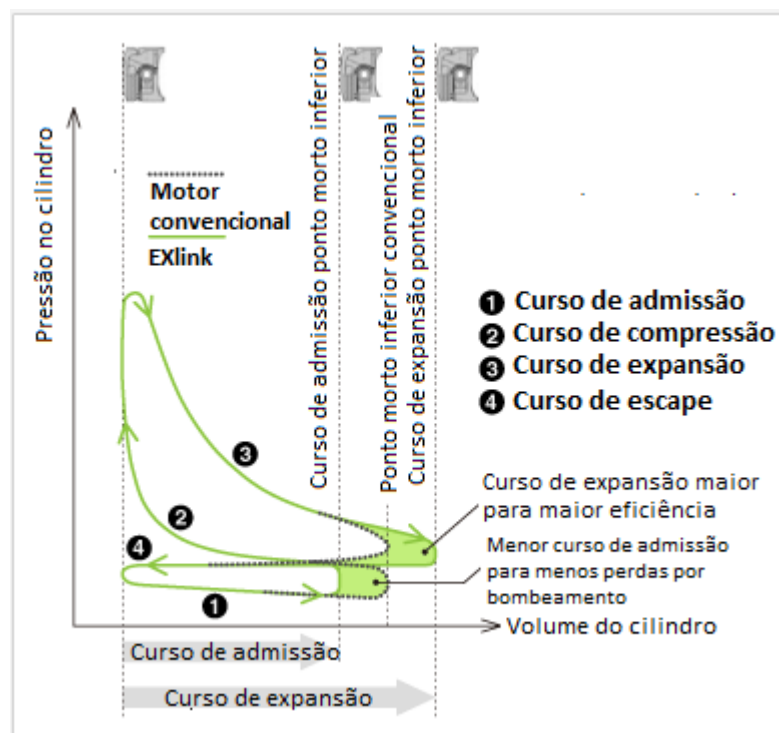 Pressão no cilindro
Motor
convencional
EXlink
Curso de admissão ponto morto inferior
Ponto morto inferior convencional
Curso de expansão ponto morto inferior
❶ Curso de admissão
❷ Curso de compressão
❸ Curso de expansão
❹ Curso de escape
❸
❷
❹
❶
Curso de expansão maior
para maior eficiência
Menor curso de admissão
para menos perdas por
bombeamento
Volume do cilindro
Curso de admissão
Curso de expansão